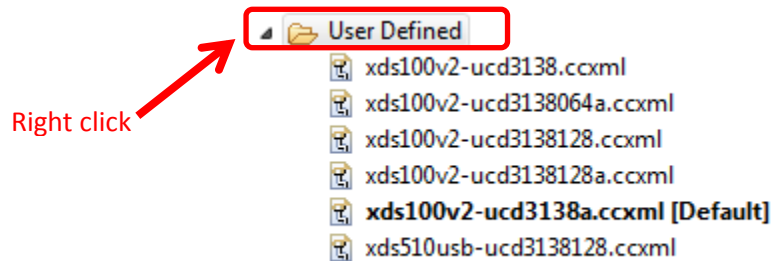 User Defined
xds100v2-ucd3138.ccxml
xds100v2-ucd3138064a.ccxml
Right click
xds100v2-ucd3138128.ccxml
xds100v2-ucd3138128a.ccxml
xds100v2-ucd3138a.ccxml [Default]
xds510usb-ucd3138128.ccxml